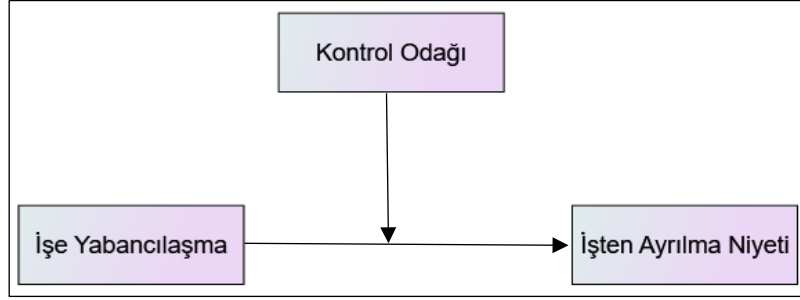 Kontrol Odağı
İşe Yabancılaşma
İşten Ayrılma Niyeti